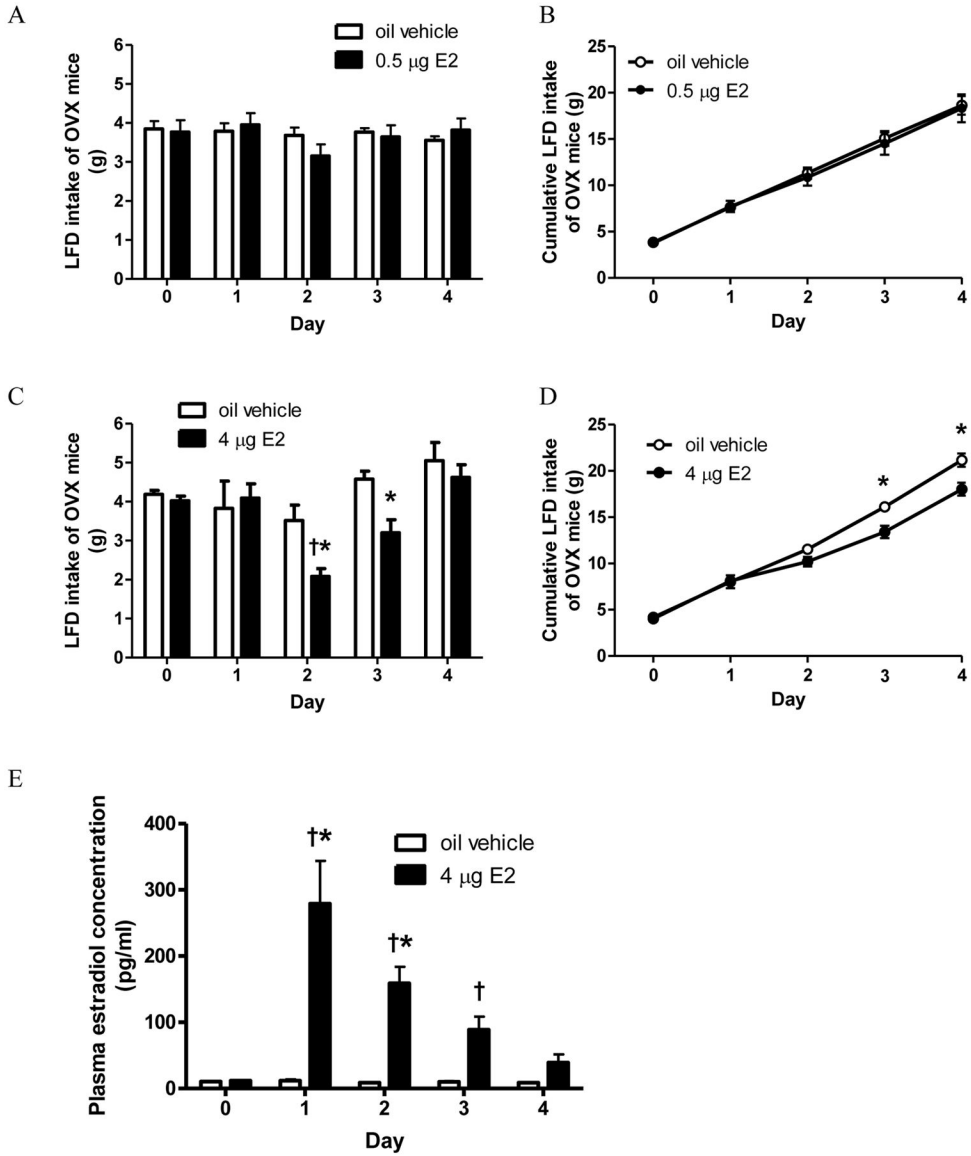 A
oil vehicle
0.5 μg E2
LFD intake of OVX mice
(g)
6
5
4
3
2
1
0
0 1 2 3 4
Day
B
oil vehicle
0.5 μg E2
Cumulative LFD intake
of OVX mice (g)
25
20
15
10
5
0
0 1 2 3 4
Day
C
oil vehicle
4 μg E2
LFD intake of OVX mice
(g)
6
5
4
3
2
1
0
†*
*
0 1 2 3 4
Day
D
oil vehicle
4 μg E2
Cumulative LFD intake
of OVX mice (g)
25
20
15
10
5
0
*
*
0 1 2 3 4
Day
E
oil vehicle
4 μg E2
Plasma estradiol concentration
(pg/ml)
400
300
200
100
0
†*
†*
†
0 1 2 3 4
Day